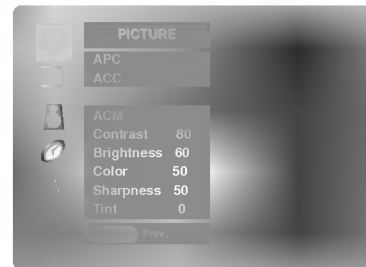 PICTURE
APC
ACC
ACM
Contrast 80
Brightness 60
Color 50
Sharpness 50
Tint 0
Prev.